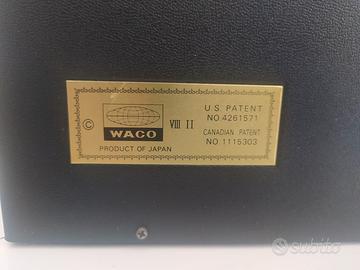 ©
WACO
PRODUCT OF JAPAN
VIII II
U.S. PATENT
NO.4261571
CANADIAN PATENT
NO 1115303
subito